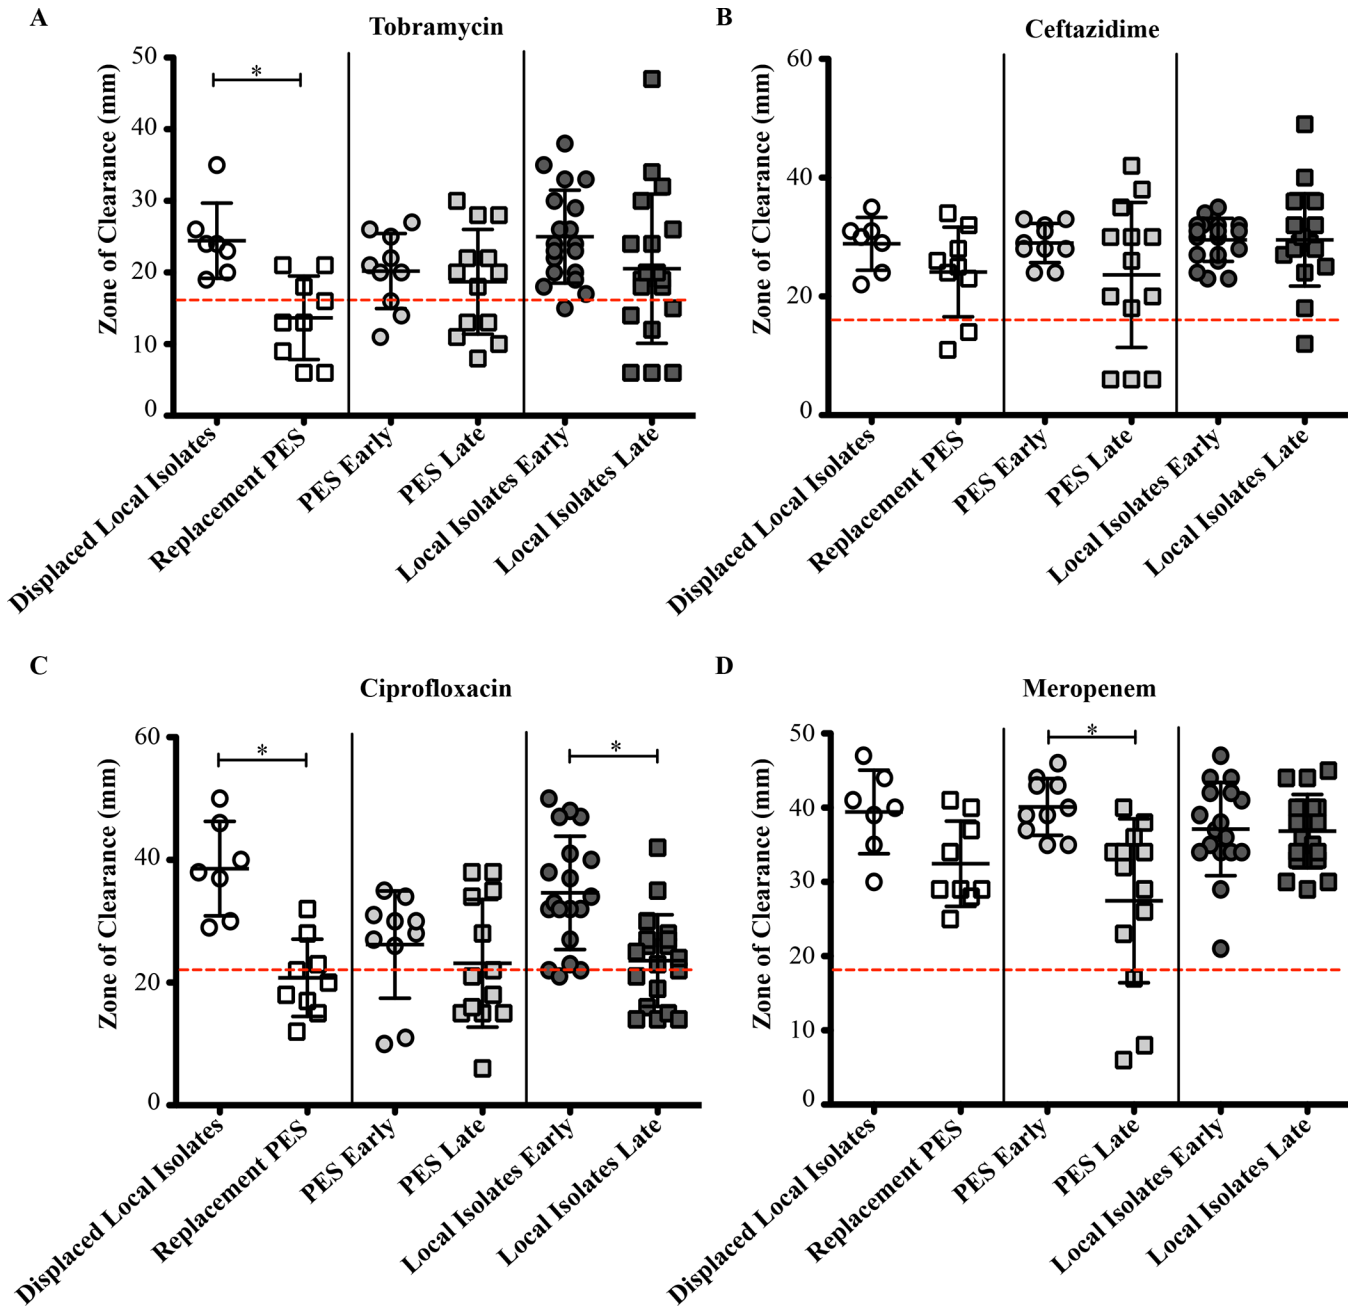 A
Tobramycin
Zone of Clearance (mm)
50
40
30
20
10
0
*
Displaced Local Isolates
Replacement PES
PES Early
PES Late
Local Isolates Early
Local Isolates Late
B
Ceftazidime
Zone of Clearance (mm)
60
40
20
0
Displaced Local Isolates
Replacement PES
PES Early
PES Late
Local Isolates Early
Local Isolates Late
C
Ciprofloxacin
Zone of Clearance (mm)
60
40
20
0
*
*
Displaced Local Isolates
Replacement PES
PES Early
PES Late
Local Isolates Early
Local Isolates Late
D
Meropenem
Zone of Clearance (mm)
50
40
30
20
10
0
*
Displaced Local Isolates
Replacement PES
PES Early
PES Late
Local Isolates Early
Local Isolates Late